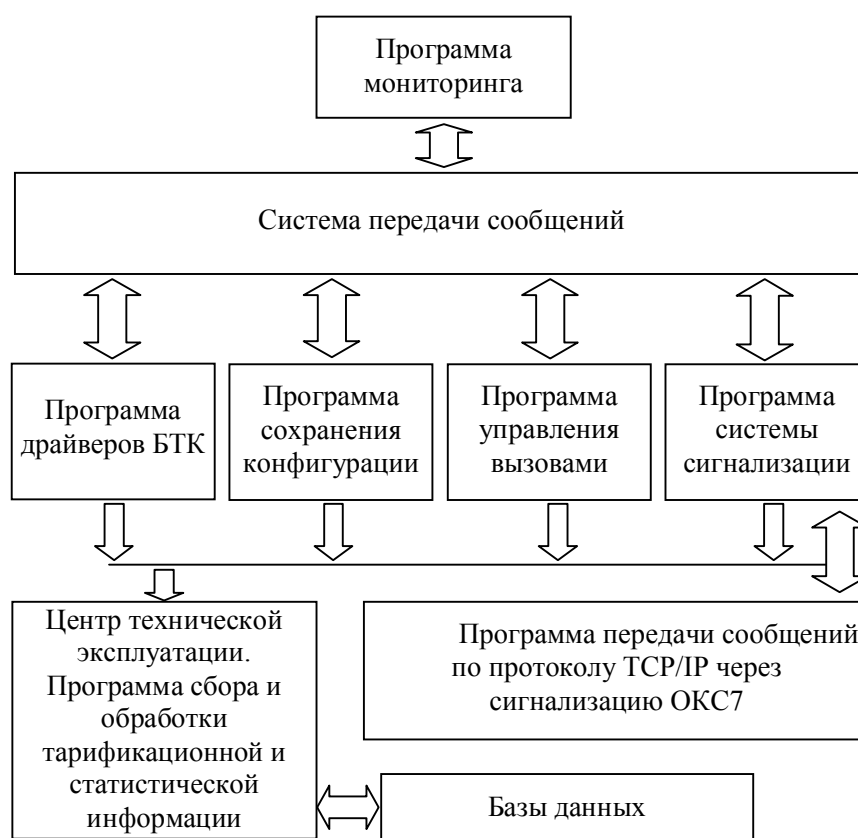 Программа
мониторинга
Система передачи сообщений
Программа
драйверов БТК
Программа
сохранения
конфигурации
Программа
управления
вызовами
Программа
системы
сигнализации
Центр технической
эксплуатации.
Программа сбора и
обработки
тарификационной и
статистической
информации
Программа передачи сообщений
по протоколу TCP/IP через
сигнализацию ОКС7
Базы данных